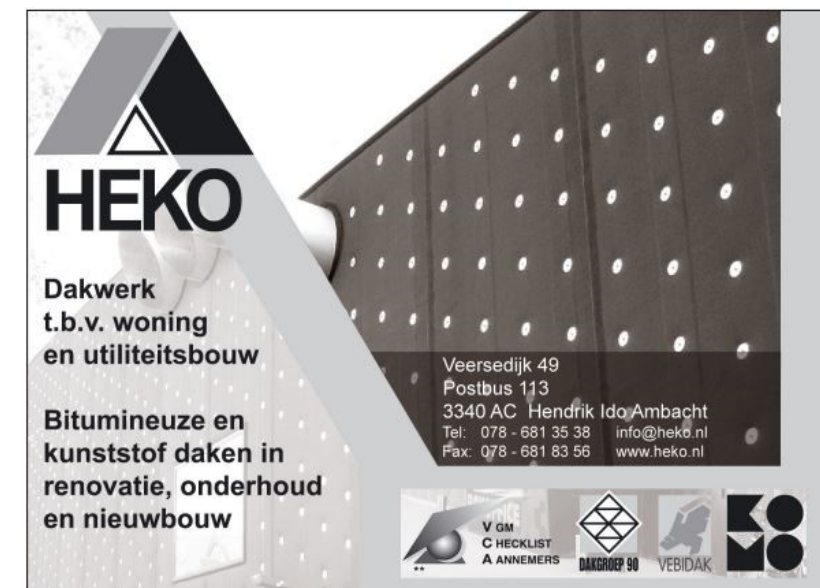 HEKO
Dakwerk
t.b.v. woning
en utiliteitsbouw
Bitumineuze en
kunststof daken in
renovatie, onderhoud
en nieuwbouw
Veersedijk 49
Postbus 113
3340 AC Hendrik Ido Ambacht
Tel: 078 - 681 35 38 info@heko.nl
Fax: 078 - 681 83 56 www.heko.nl
V GM
C HECKLIST
A ANNEMERS
**
DAKGROEP 90
VEBIDAK
KOMO